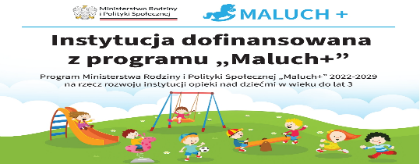 Ministerstwo Rodziny
i Polityki Społecznej
MALUCH +
Instytucja dofinansowana
z programu „Maluch+”
Program Ministerstwa Rodziny i Polityki Społecznej „Maluch+” 2022-2029
na rzecz rozwoju instytucji opieki nad dziećmi w wieku do lat 3